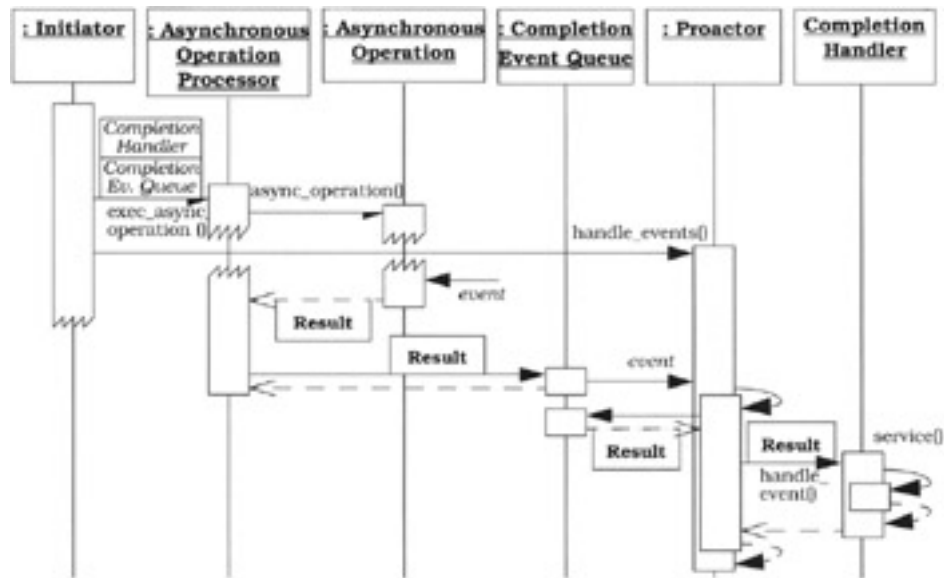 : Initiator
: Asynchronous
Operation
Processor
: Asynchronous
Operation
: Completion
Event Queue
: Proactor
Completion
Handler
Completion
Handler
Completion
Ev. Queue
exec_async_
operation ()
async_operation()
handle_events()
event
Result
Result
event
Result
Result
service()
handle_
event()